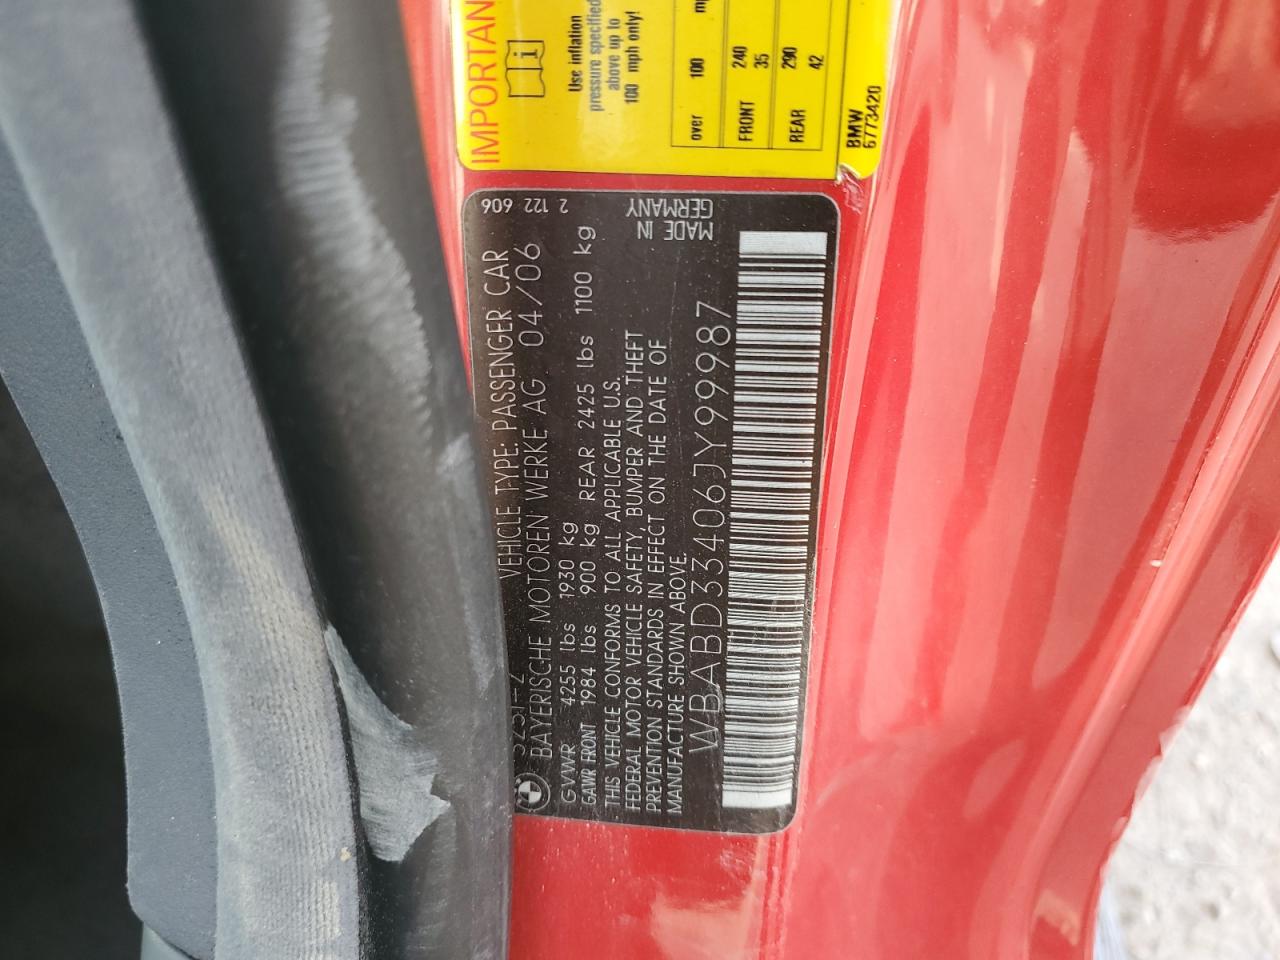 IMPORTAN
Use inflation
pressure specified
above up to
100 mph only!
over 100 mp
FRONT 240
35
REAR 290
42
BMW
6773420
VEHICLE TYPE: PASSENGER CAR
BAYERISCHE MOTOREN WERKE AG 04/06
GVWR 4255 lbs 1930 kg
GAWR FRONT 1984 lbs 900 kg REAR 2425 lbs 1100 kg
THIS VEHICLE CONFORMS TO ALL APPLICABLE U.S.
FEDERAL MOTOR VEHICLE SAFETY, BUMPER AND THEFT
PREVENTION STANDARDS IN EFFECT ON THE DATE OF
MANUFACTURE SHOWN ABOVE.
WBABD33406JY99987
2 122 606
MADE IN
GERMANY